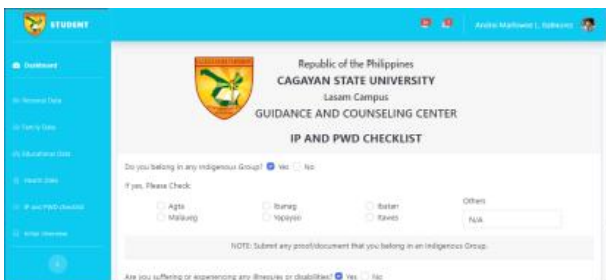 STUDENT
Dashboard
Personal Data
Family Data
Educational Data
Health Data
IP and PWD checklist
Initial Interview
Republic of the Philippines
CAGAYAN STATE UNIVERSITY
Lasam Campus
GUIDANCE AND COUNSELING CENTER
IP AND PWD CHECKLIST
Do you belong in any indigenous Group? Yes No
If yes, Please Check:
Agta Ibanag Ibatan Others
Malaueg Yapayao Itawes N/A
NOTE: Submit any proof/document that you belong in an Indigenous Group.
Are you suffering or experiencing any illnesses or disabilities? Yes No